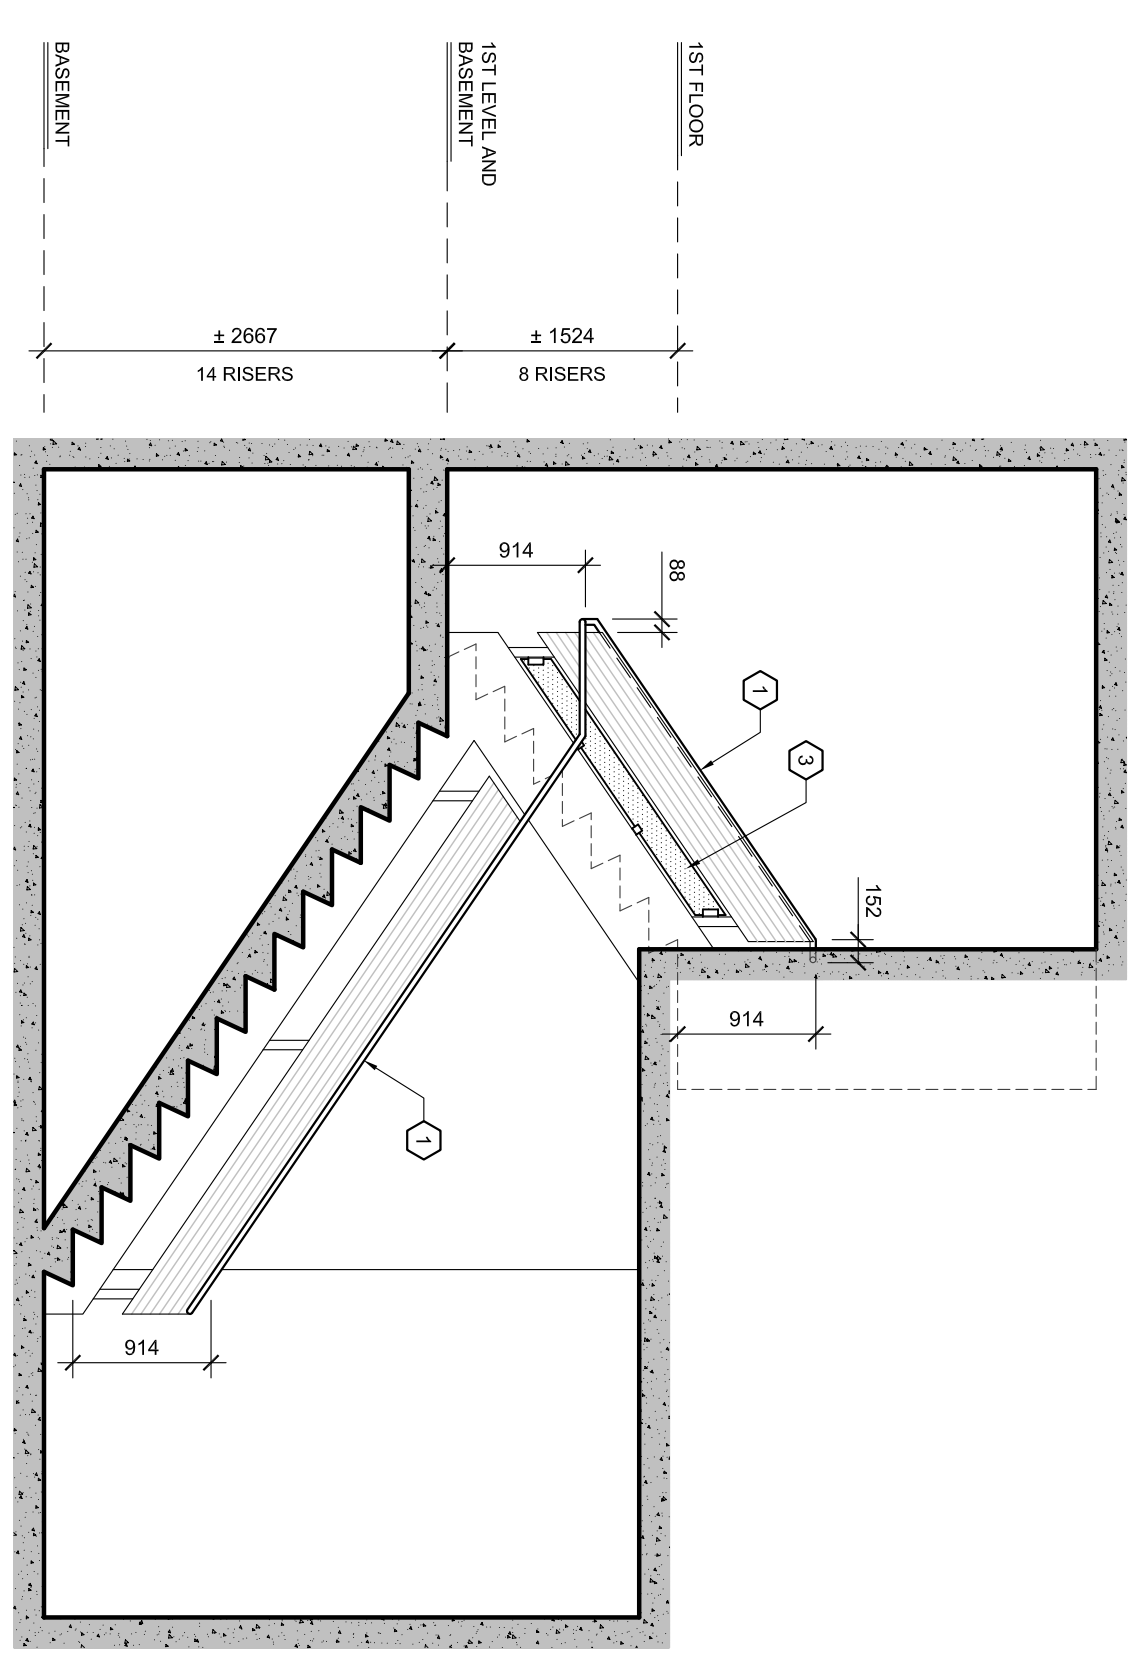 BASEMENT
1ST LEVEL AND
BASEMENT
1ST FLOOR
± 2667
14 RISERS
± 1524
8 RISERS
914
88
1
3
152
914
1
914